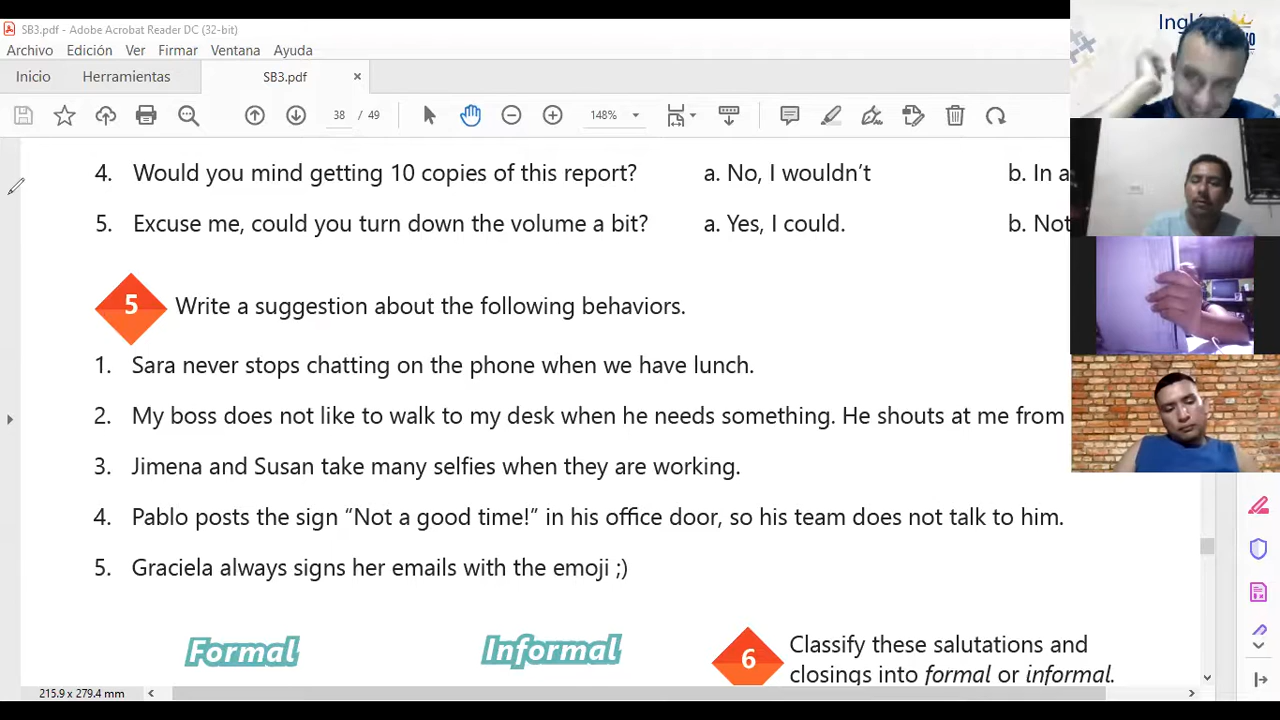 SB3.pdf - Adobe Acrobat Reader DC (32-bit)
Archivo Edición Ver Firmar Ventana Ayuda
Inicio Herramientas SB3.pdf ×
38 / 49 148%
4. Would you mind getting 10 copies of this report? a. No, I wouldn't b. In a
5. Excuse me, could you turn down the volume a bit? a. Yes, I could. b. Not
5 Write a suggestion about the following behaviors.
1. Sara never stops chatting on the phone when we have lunch.
2. My boss does not like to walk to my desk when he needs something. He shouts at me from
3. Jimena and Susan take many selfies when they are working.
4. Pablo posts the sign “Not a good time!” in his office door, so his team does not talk to him.
5. Graciela always signs her emails with the emoji ;)
Formal Informal
6 Classify these salutations and
closings into formal or informal.
215.9 x 279.4 mm